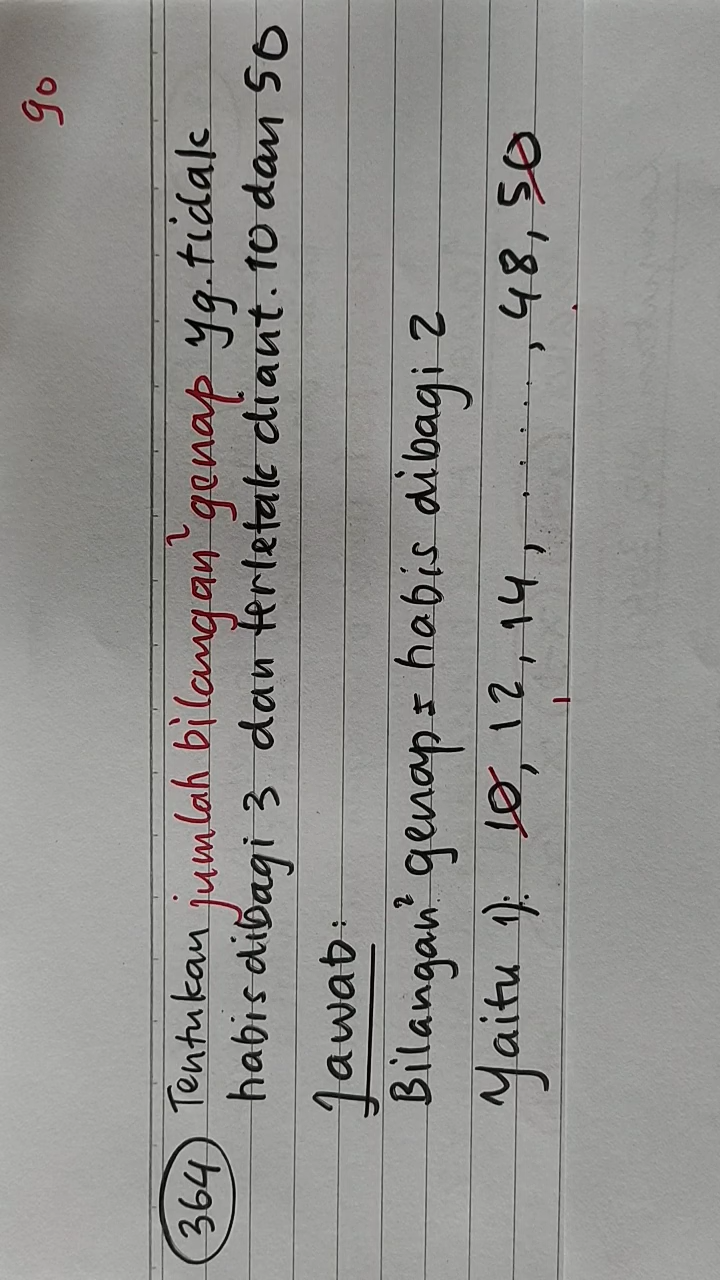 90
364 Tentukan jumlah bilangan² genap yg. tidak
habis dibagi 3 dan terletak diant. 10 dan 50
Jawab:
Bilangan² genap = habis dibagi 2
Yaitu 1). 10, 12, 14, ........, 48, 50